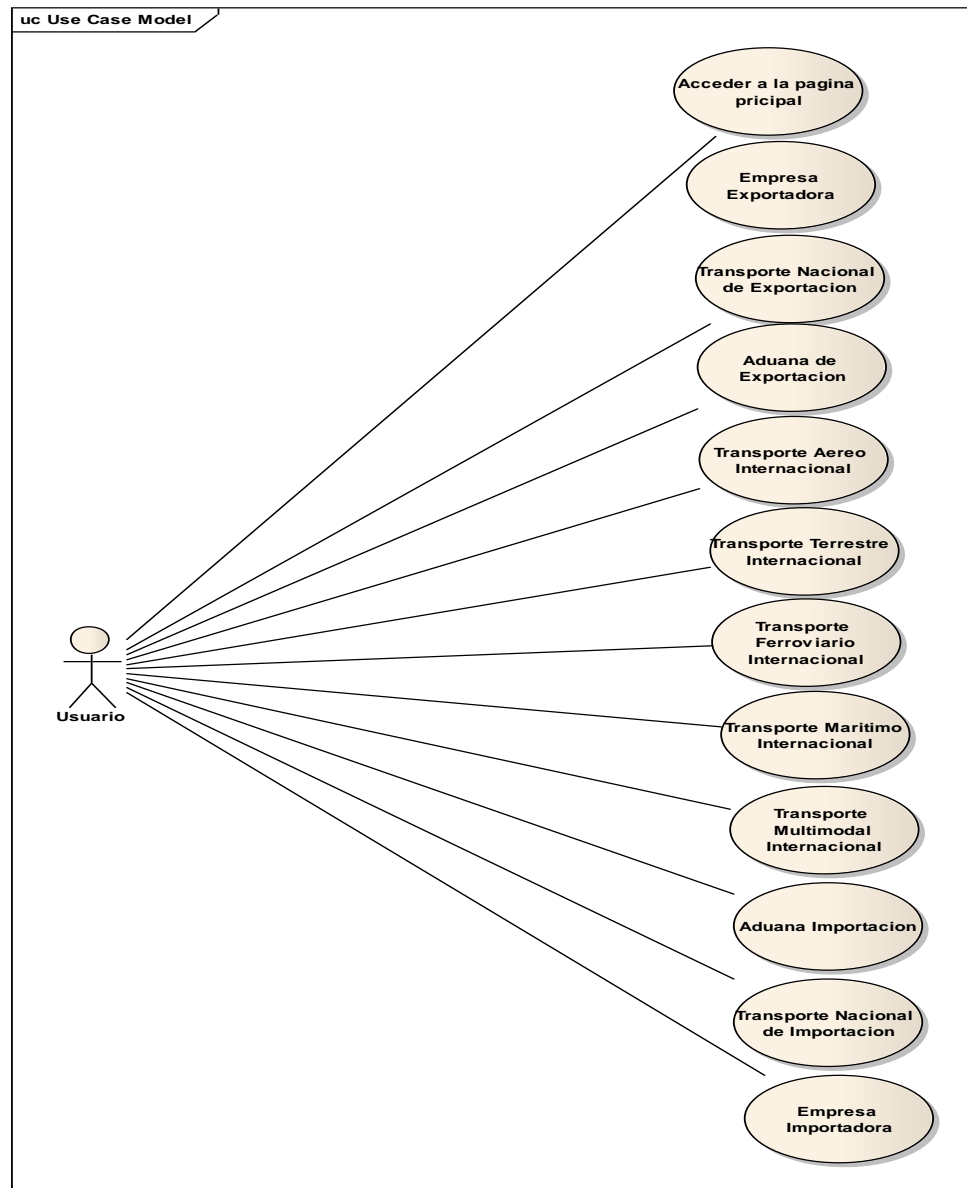 uc Use Case Model
Acceder a la pagina
pricipal
Empresa
Exportadora
Transporte Nacional
de Exportacion
Aduana de
Exportacion
Transporte Aereo
Internacional
Transporte Terrestre
Internacional
Transporte
Ferroviario
Internacional
Usuario
Transporte Maritimo
Internacional
Transporte
Multimodal
Internacional
Aduana Importacion
Transporte Nacional
de Importacion
Empresa
Importadora